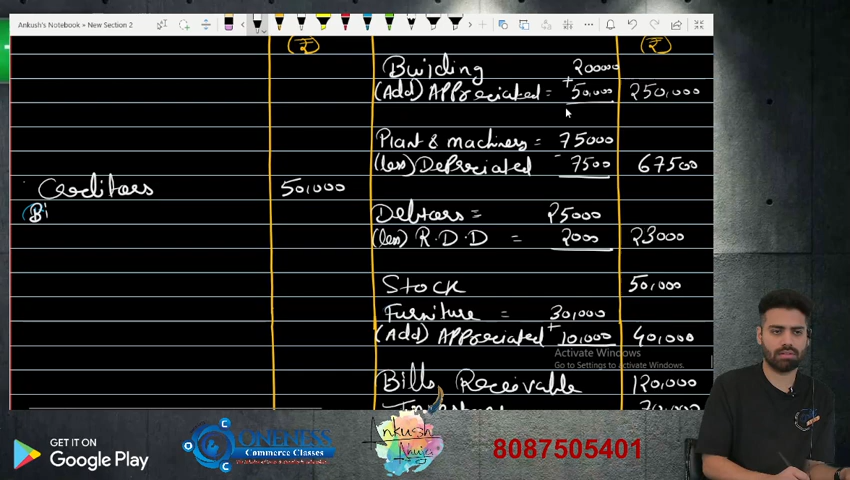 Ankush's Notebook » New Section 2
(₹)
(₹)
Building 200000
(Add) Appreciated = +50,000 250,000
Plant & machinery = 75000
(less) Depreciated - 7500 67500
Creditors 50,000
Bi
Debtors = 25000
(less) R.D.D = 2000 23000
Stock 50,000
Furniture = 30,000
(Add) Appreciated + 10,000 40,000
Activate Windows
Go to Settings to activate Windows.
Bills Receivable 120,000
GET IT ON
Google Play
ONENESS
Commerce Classes
Ankush
Ahuja
8087505401